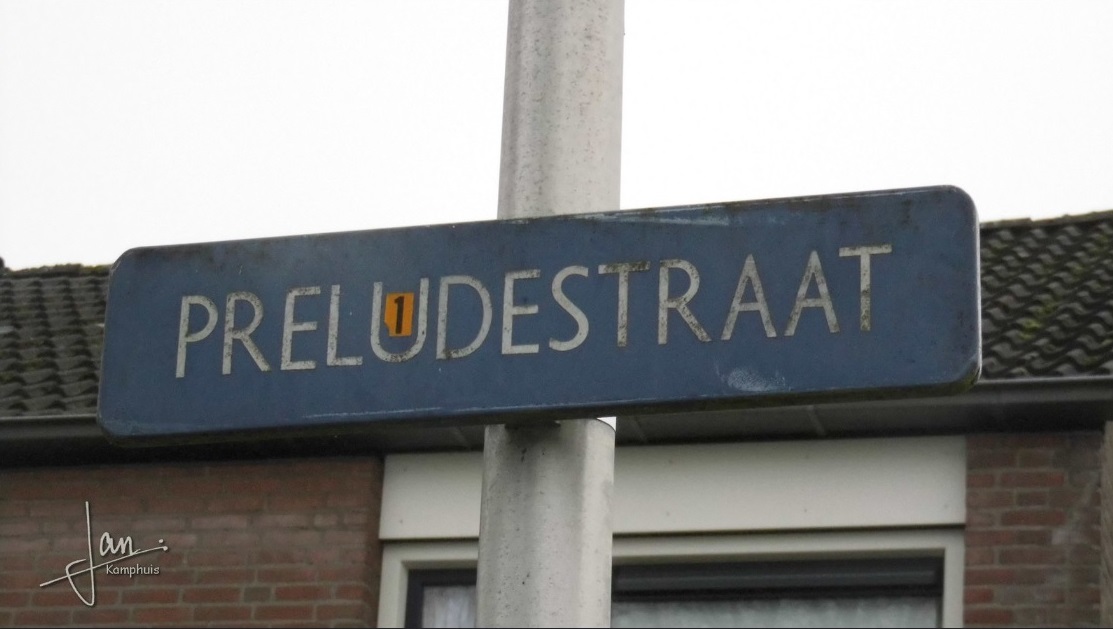 PRELUDESTRAAT
1
Jan
Kamphuis